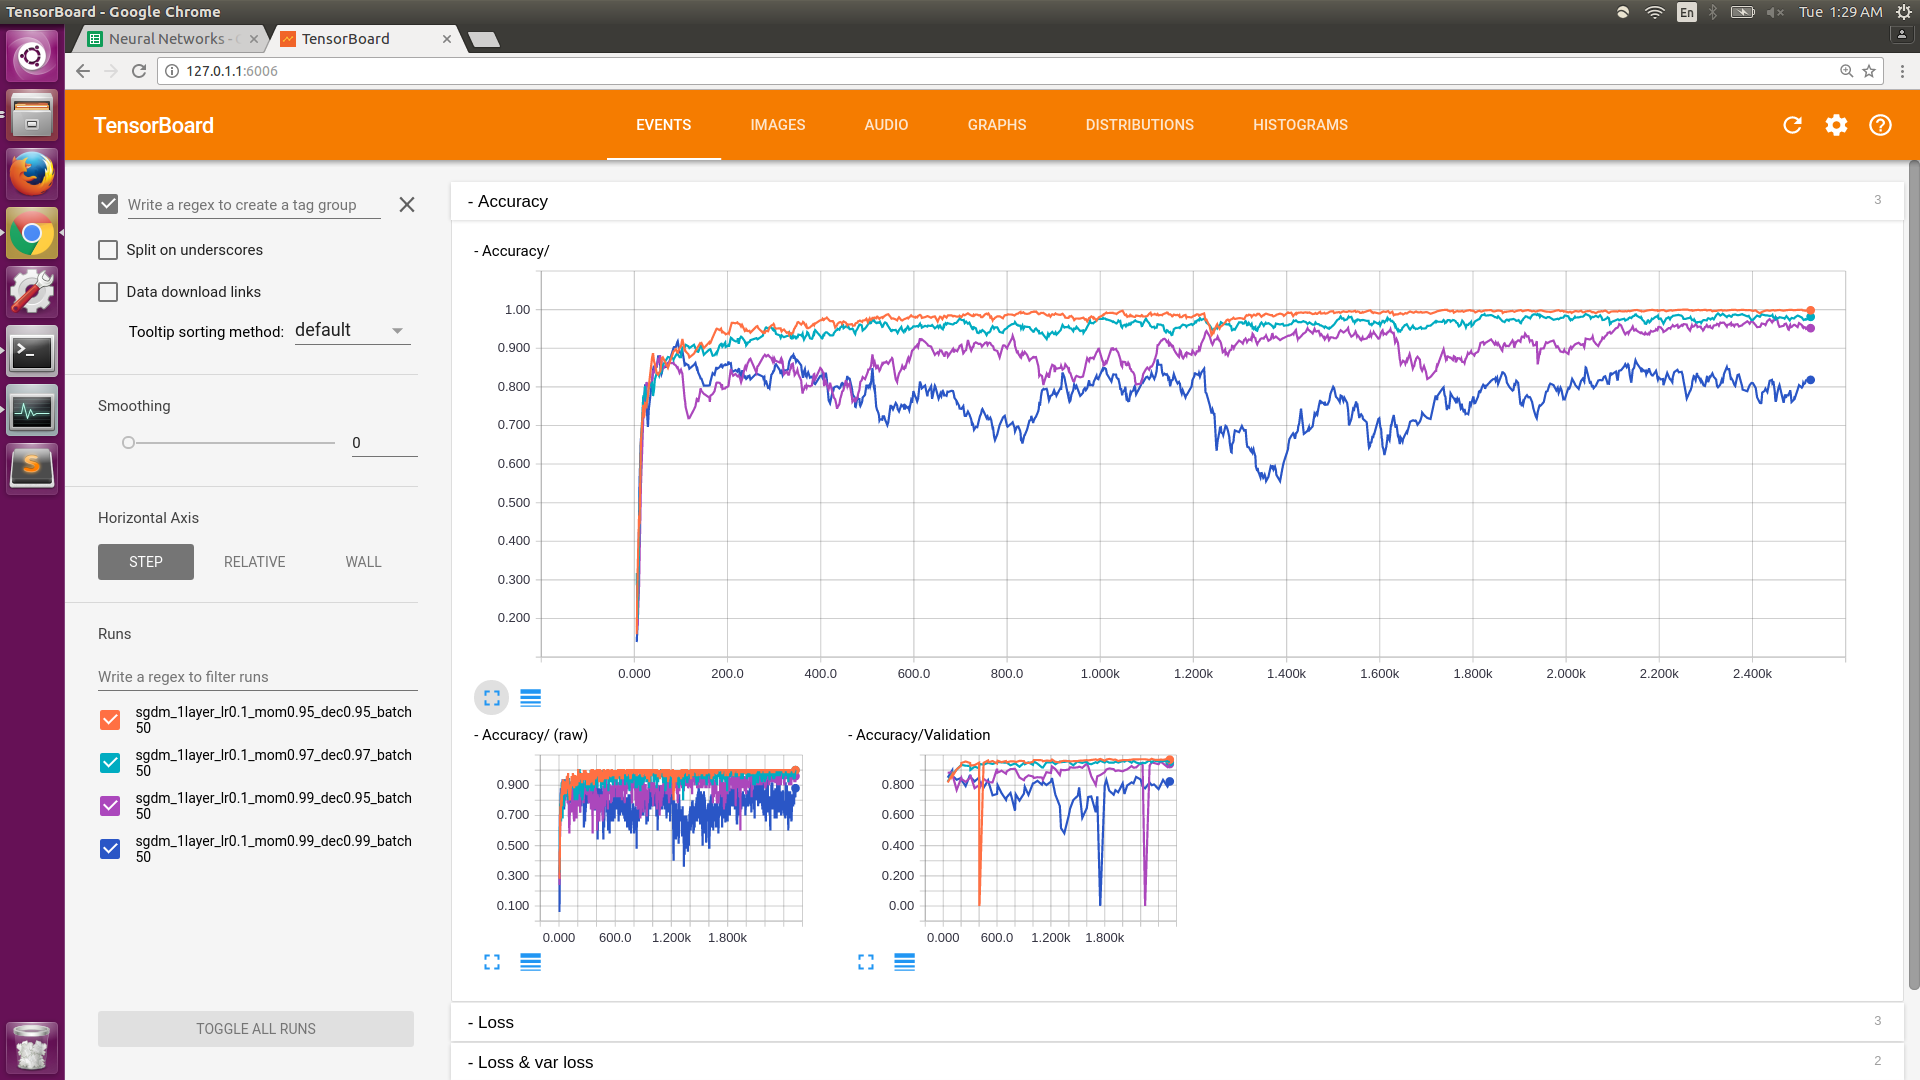 TensorBoard - Google Chrome
En
Tue 1:29 AM
Neural Networks -
TensorBoard
127.0.1.1:6006
TensorBoard
EVENTS
IMAGES
AUDIO
GRAPHS
DISTRIBUTIONS
HISTOGRAMS
Write a regex to create a tag group
Split on underscores
Data download links
Tooltip sorting method: default
Smoothing
0
Horizontal Axis
STEP
RELATIVE
WALL
Runs
Write a regex to filter runs
sgdm_1layer_lr0.1_mom0.95_dec0.95_batch
50
sgdm_1layer_lr0.1_mom0.97_dec0.97_batch
50
sgdm_1layer_lr0.1_mom0.99_dec0.95_batch
50
sgdm_1layer_lr0.1_mom0.99_dec0.99_batch
50
TOGGLE ALL RUNS
- Accuracy
3
- Accuracy/
1.00
0.900
0.800
0.700
0.600
0.500
0.400
0.300
0.200
0.000 200.0 400.0 600.0 800.0 1.000k 1.200k 1.400k 1.600k 1.800k 2.000k 2.200k 2.400k
- Accuracy/ (raw)
0.900
0.700
0.500
0.300
0.100
0.000 600.0 1.200k 1.800k
- Accuracy/Validation
0.800
0.600
0.400
0.200
0.00
0.000 600.0 1.200k 1.800k
- Loss
3
- Loss & var loss
2